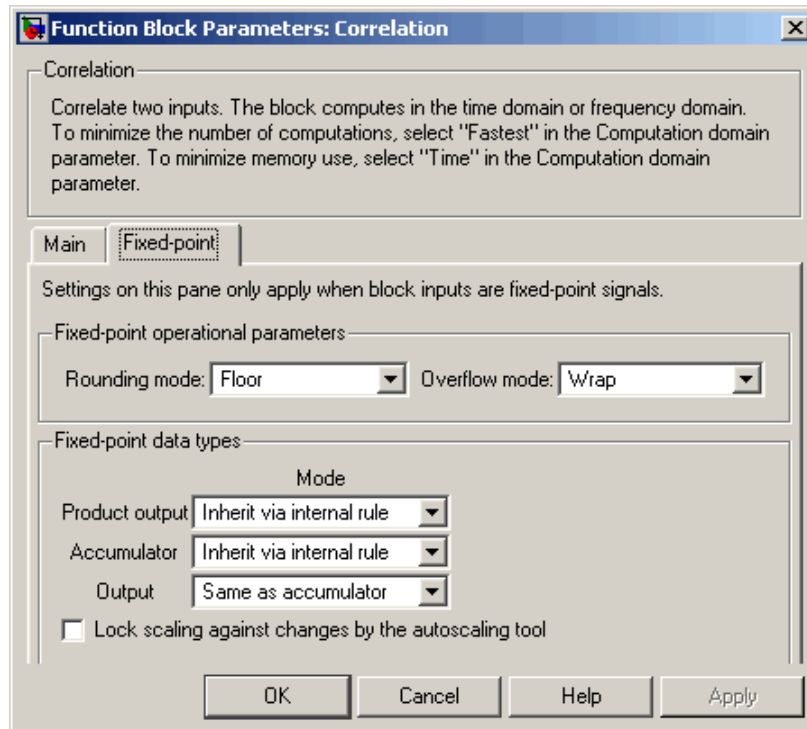 Function Block Parameters: Correlation
Correlation
Correlate two inputs. The block computes in the time domain or frequency domain.
To minimize the number of computations, select "Fastest" in the Computation domain
parameter. To minimize memory use, select "Time" in the Computation domain
parameter.
Main Fixed-point
Settings on this pane only apply when block inputs are fixed-point signals.
Fixed-point operational parameters
Rounding mode: Floor Overflow mode: Wrap
Fixed-point data types
Mode
Product output Inherit via internal rule
Accumulator Inherit via internal rule
Output Same as accumulator
Lock scaling against changes by the autoscaling tool
OK Cancel Help Apply